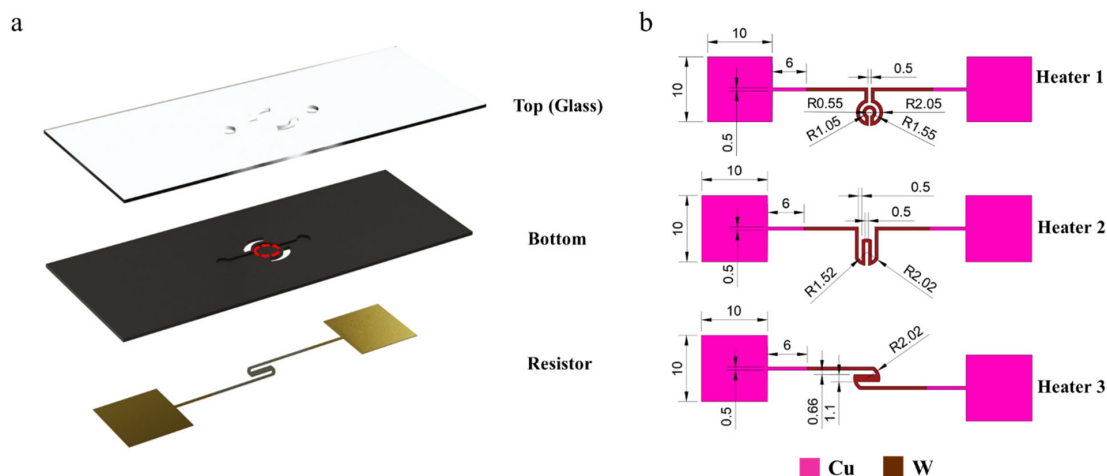 a
Top (Glass)
Bottom
Resistor
b
10
10
6
0.5
0.5
R0.55
R2.05
R1.05
R1.55
Heater 1
10
10
6
0.5
0.5
0.5
R1.52
R2.02
Heater 2
10
10
6
0.5
0.66
1.1
R2.02
Heater 3
Cu
W